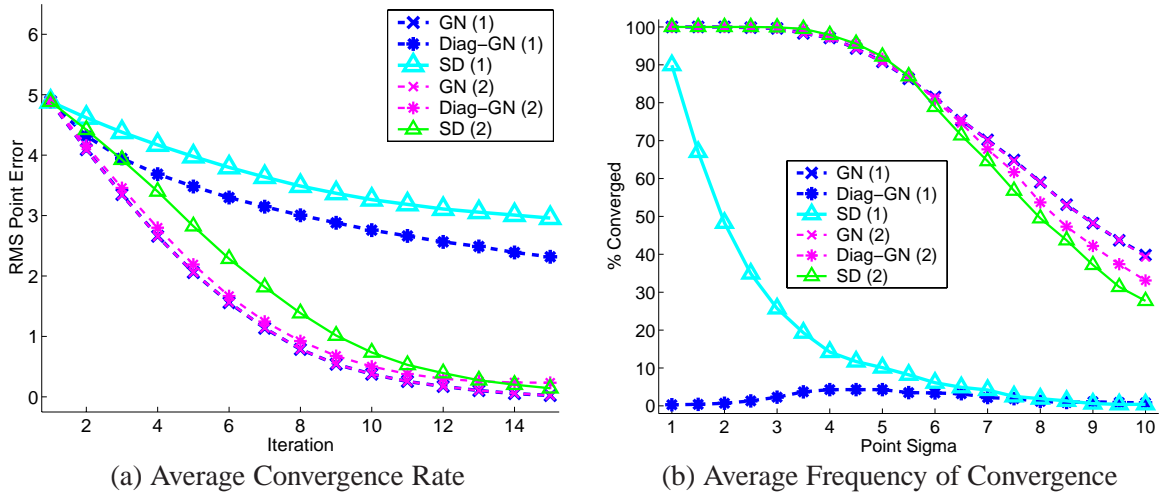 6
5
4
3
2
1
0
RMS Point Error
GN (1)
Diag−GN (1)
SD (1)
GN (2)
Diag−GN (2)
SD (2)
2 4 6 8 10 12 14
Iteration
(a) Average Convergence Rate
100
90
80
70
60
50
40
30
20
10
0
% Converged
GN (1)
Diag−GN (1)
SD (1)
GN (2)
Diag−GN (2)
SD (2)
1 2 3 4 5 6 7 8 9 10
Point Sigma
(b) Average Frequency of Convergence